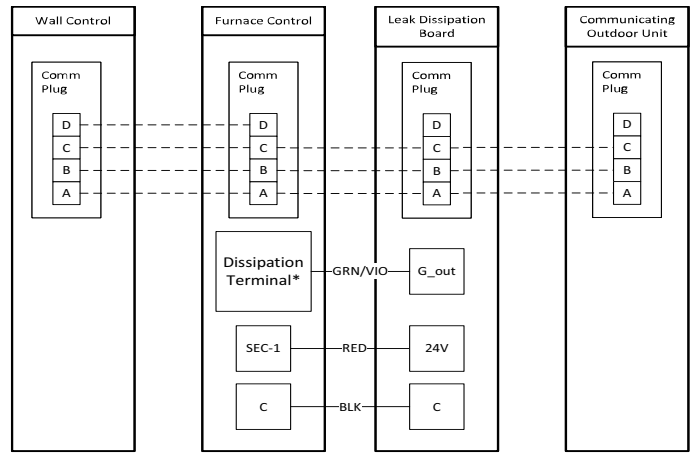 Wall Control
Furnace Control
Leak Dissipation
Board
Communicating
Outdoor Unit
Comm
Plug
D
C
B
A
Comm
Plug
D
C
B
A
Comm
Plug
D
C
B
A
Comm
Plug
D
C
B
A
Dissipation
Terminal*
GRN/VIO
G_out
SEC-1
RED
24V
C
BLK
C